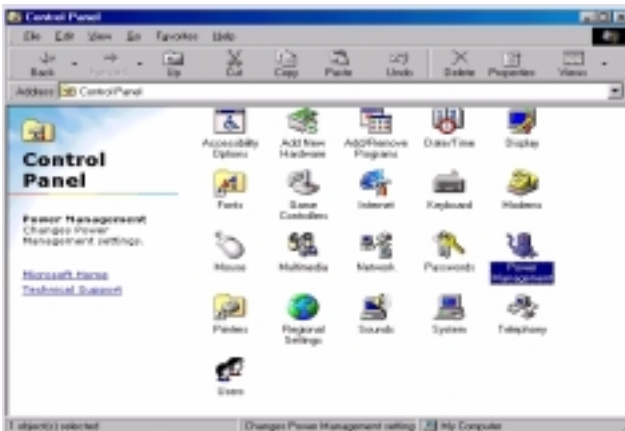 Control Panel
File Edit View Go Favorites Help
Back Forward Up Cut Copy Paste Undo Delete Properties Views
Address Control Panel
Control
Panel
Power Management
Changes Power
Management settings.
Microsoft Home
Technical Support
Accessibility
Options
Add New
Hardware
Add/Remove
Programs
Date/Time
Display
Fonts
Game
Controllers
Internet
Keyboard
Modems
Mouse
Multimedia
Network
Passwords
Power
Management
Printers
Regional
Settings
Sounds
System
Telephony
Users
1 object(s) selected
Changes Power Management setting
My Computer